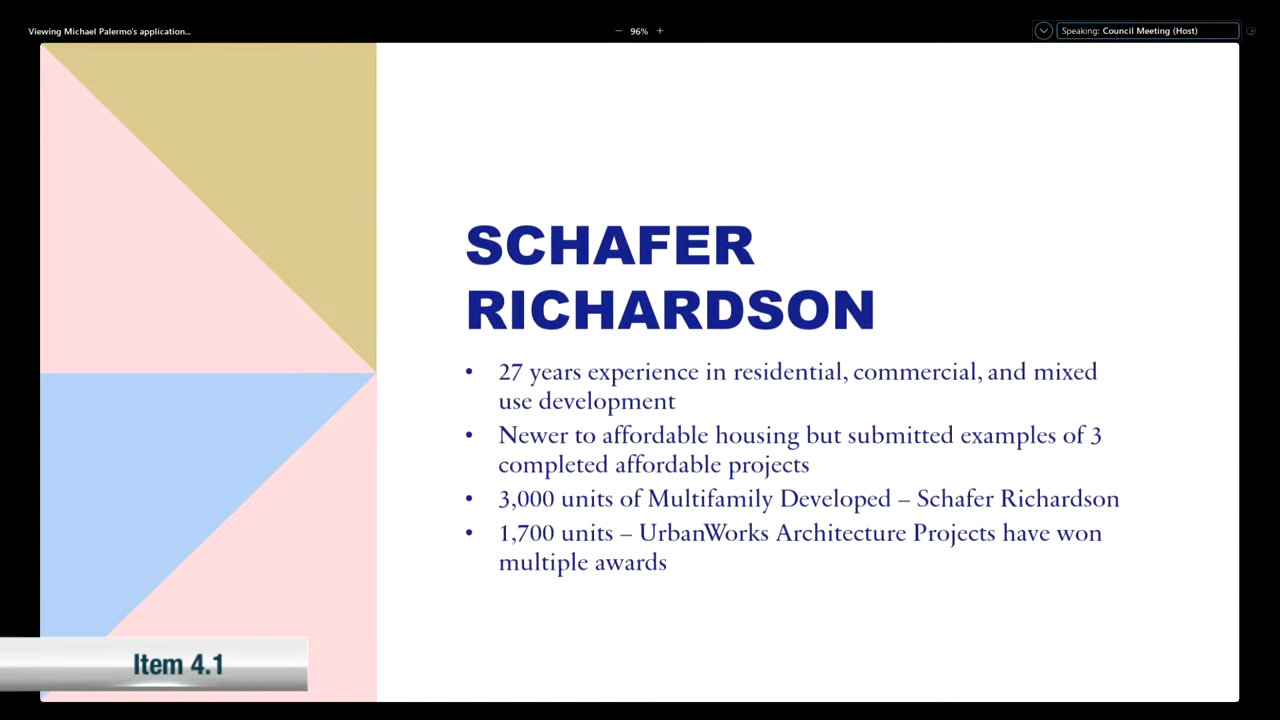 Viewing Michael Palermo's application...
− 96% +
Speaking: Council Meeting (Host)
SCHAFER
RICHARDSON
• 27 years experience in residential, commercial, and mixed
use development
• Newer to affordable housing but submitted examples of 3
completed affordable projects
• 3,000 units of Multifamily Developed – Schafer Richardson
• 1,700 units – UrbanWorks Architecture Projects have won
multiple awards
Item 4.1